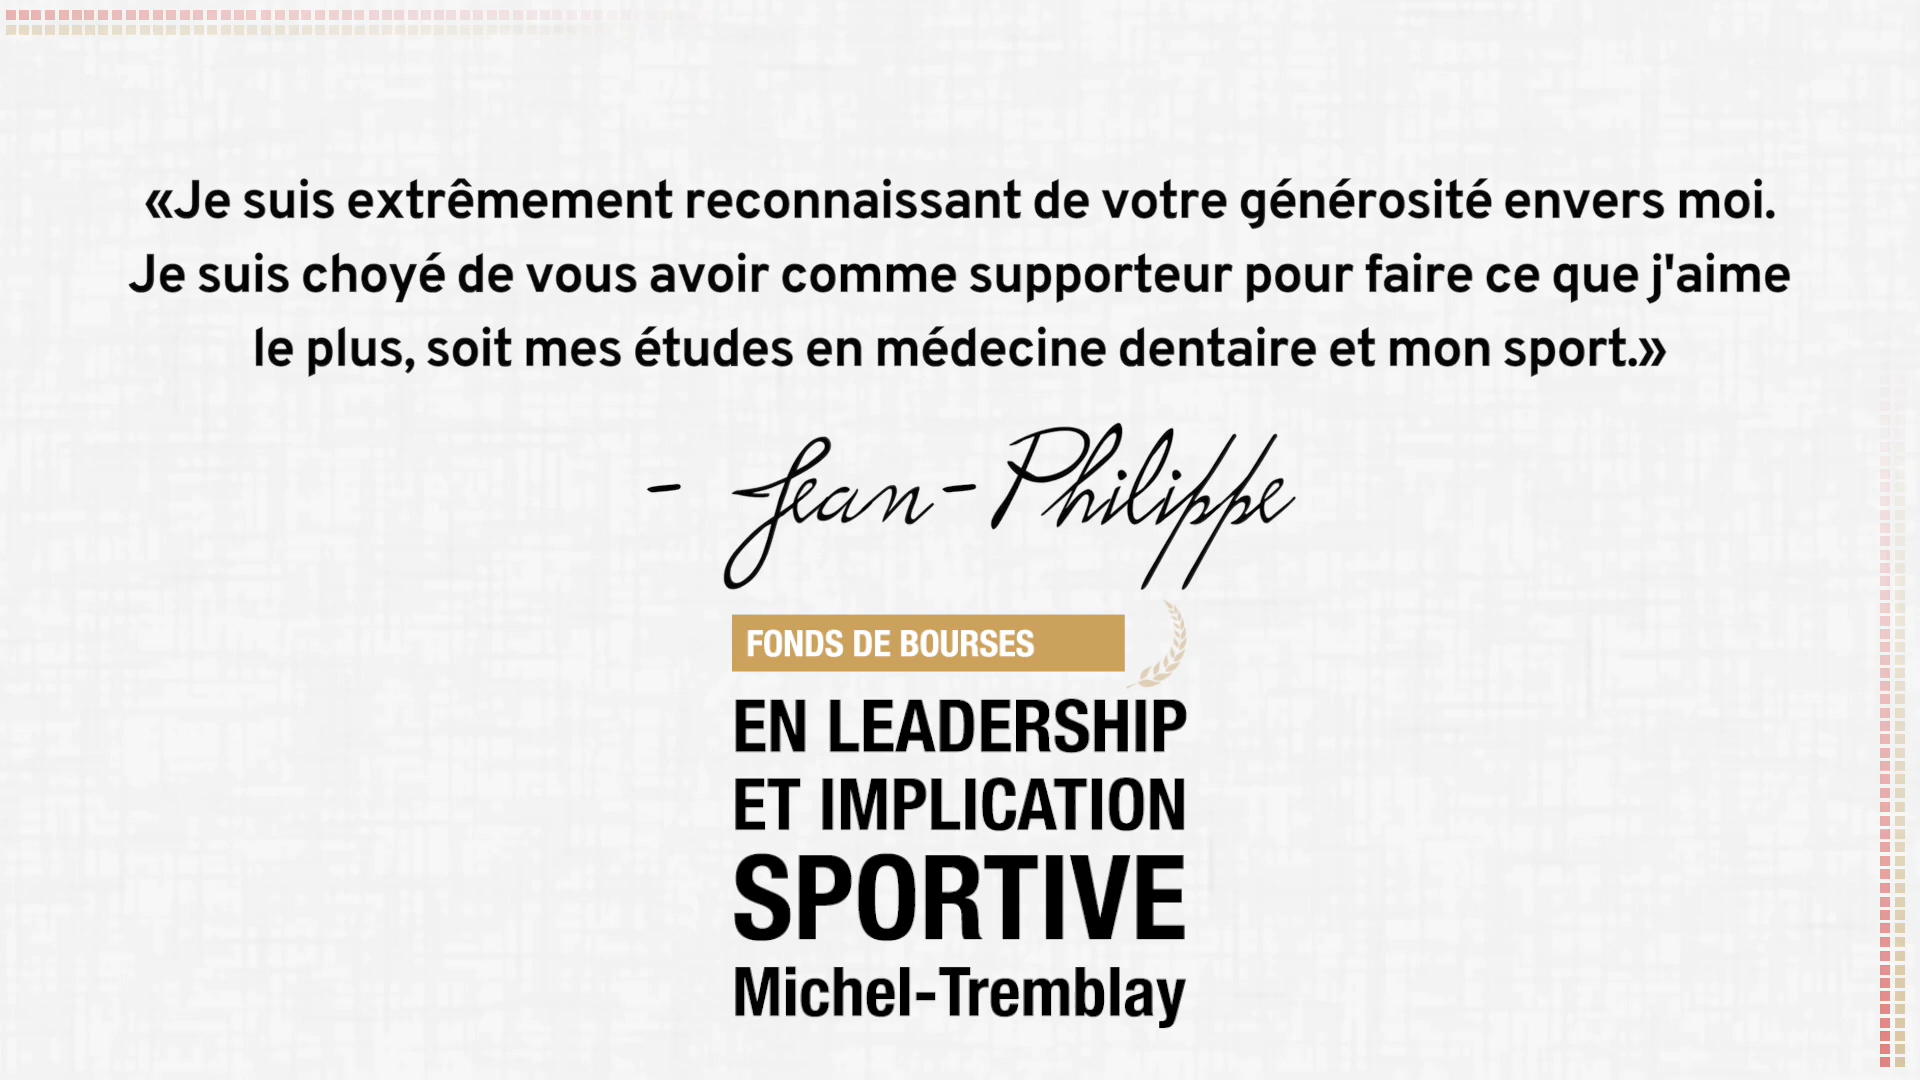 «Je suis extrêmement reconnaissant de votre générosité envers moi.
Je suis choyé de vous avoir comme supporteur pour faire ce que j'aime
le plus, soit mes études en médecine dentaire et mon sport.»
- Jean-Philippe
FONDS DE BOURSES
EN LEADERSHIP
ET IMPLICATION
SPORTIVE
Michel-Tremblay